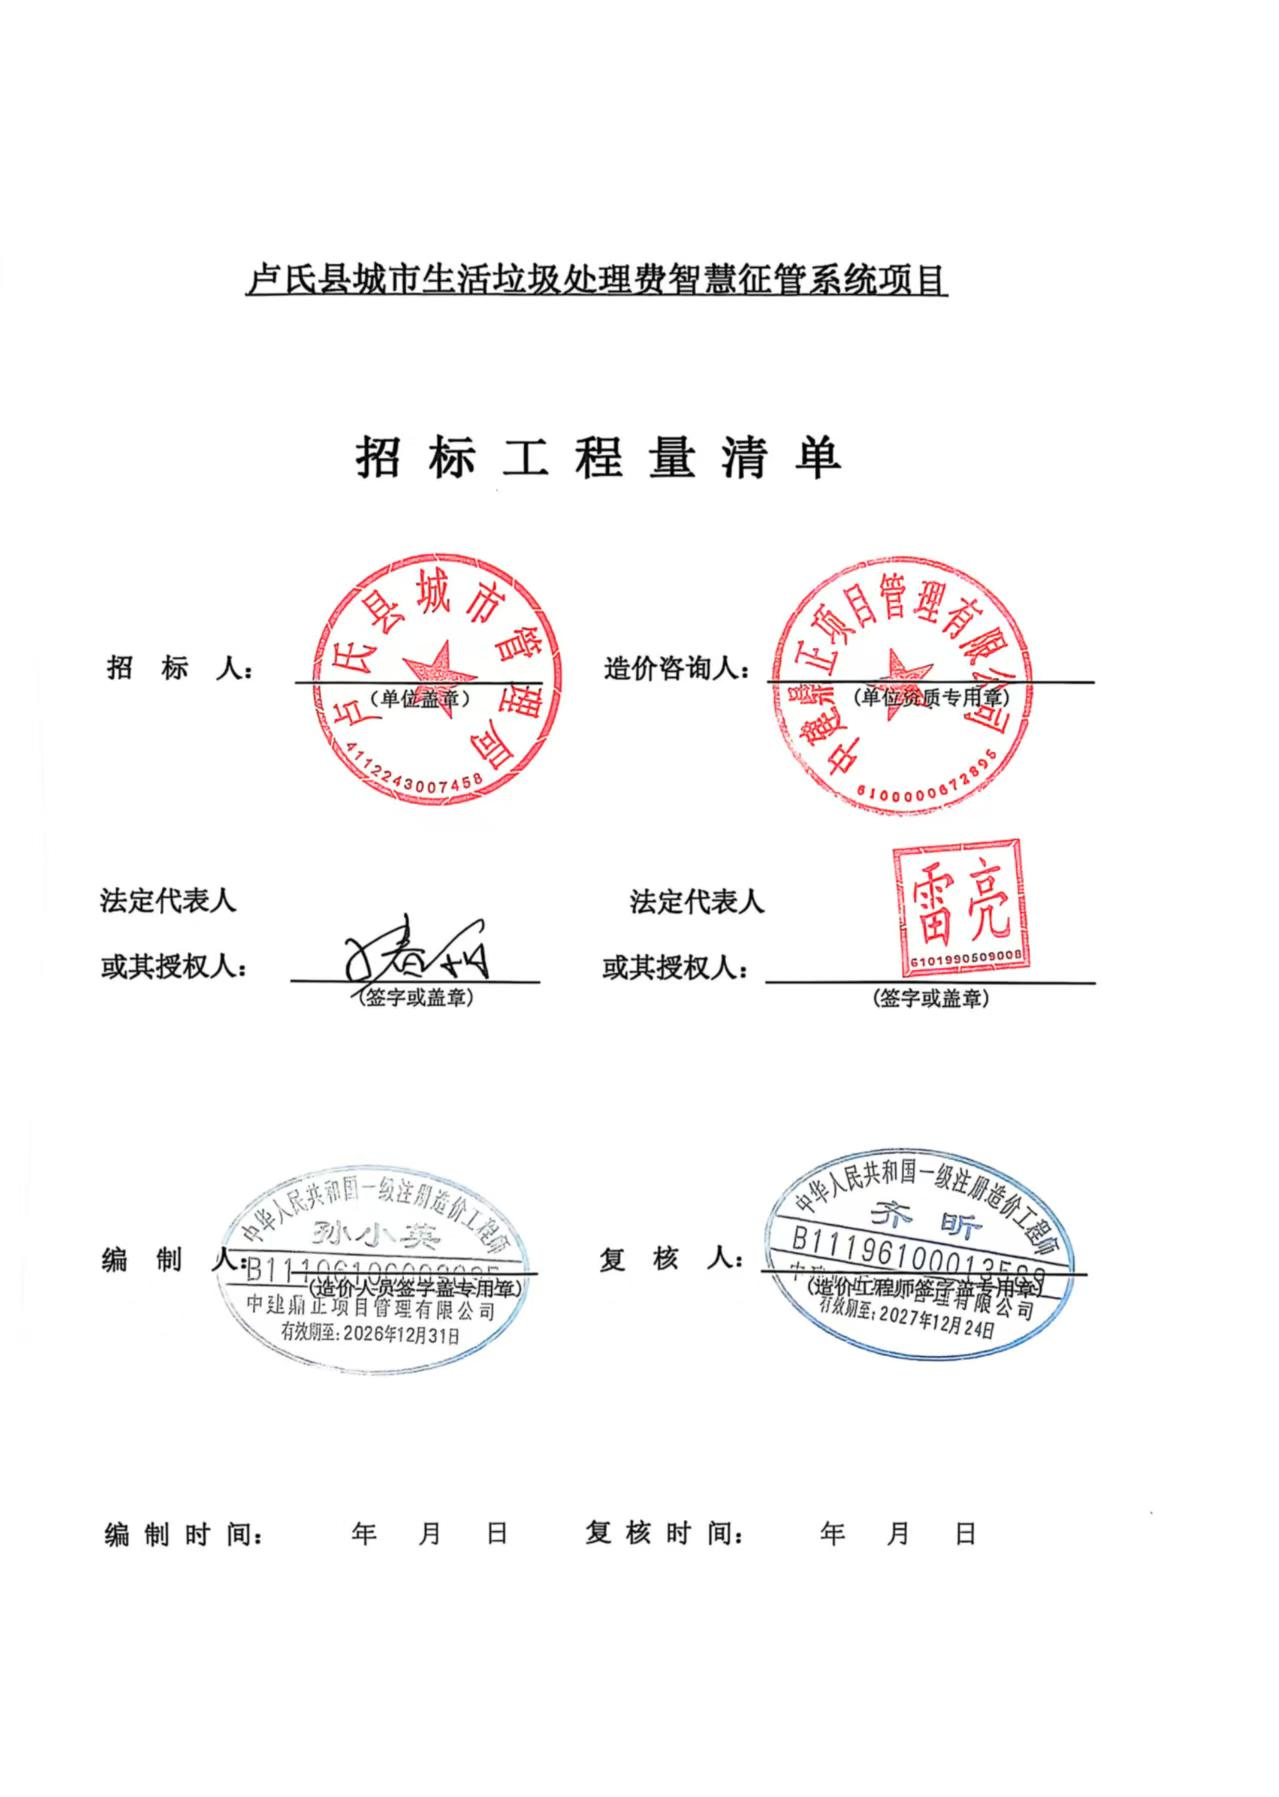 卢氏县城市生活垃圾处理费智慧征管系统项目
招标工程量清单
招 标 人：
卢氏县城市管理局
4112243007458
（单位盖章）
造价咨询人：
中建鼎正项目管理有限公司
6100000672895
（单位资质专用章）
法定代表人
或其授权人：
（签字或盖章）
法定代表人
或其授权人：
雷亮
6101990509008
（签字或盖章）
编 制 人：
中华人民共和国一级注册造价工程师
孙小英
（造价人员签字盖专用章）
中建鼎正项目管理有限公司
有效期至：2026年12月31日
复 核 人：
中华人民共和国一级注册造价工程师
齐昕
（造价工程师签字盖专用章）
有效期至：2027年12月24日
编制时间： 年 月 日
复核时间： 年 月 日